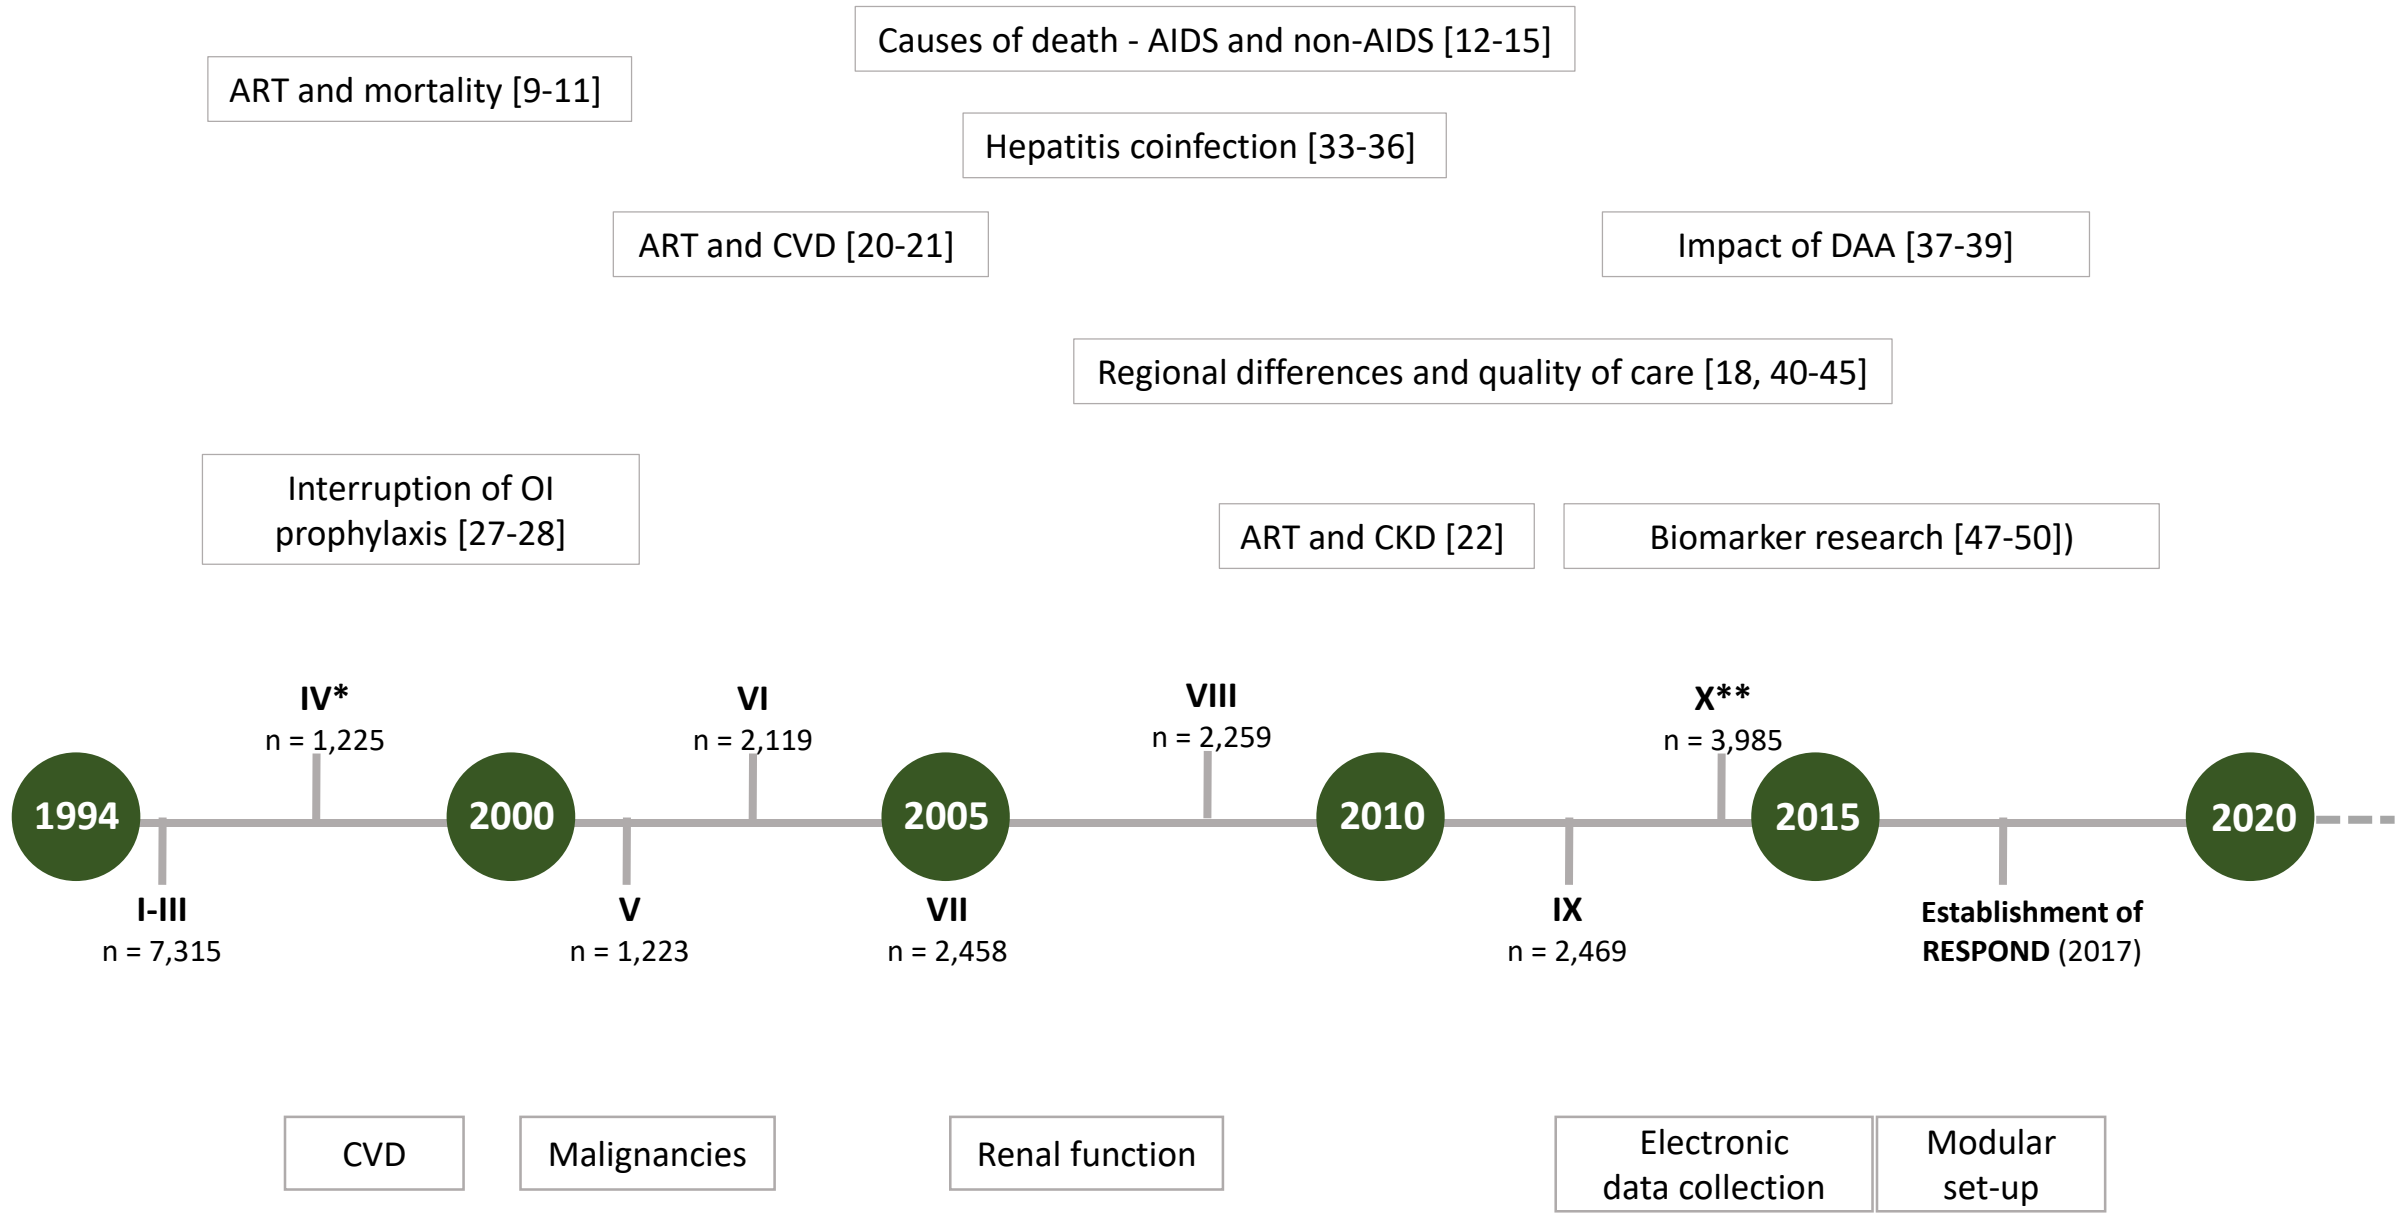 Causes of death - AIDS and non-AIDS [12-15]
ART and mortality [9-11]
Hepatitis coinfection [33-36]
ART and CVD [20-21]
Impact of DAA [37-39]
Regional differences and quality of care [18, 40-45]
Interruption of OI
prophylaxis [27-28]
ART and CKD [22]
Biomarker research [47-50])
IV*
n = 1,225
VI
n = 2,119
VIII
n = 2,259
X**
n = 3,985
1994
2000
2005
2010
2015
2020
I-III
n = 7,315
V
n = 1,223
VII
n = 2,458
IX
n = 2,469
Establishment of
RESPOND (2017)
CVD
Malignancies
Renal function
Electronic
data collection
Modular
set-up